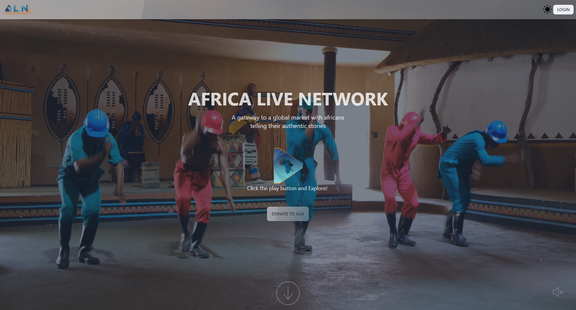 ALN
LOGIN
AFRICA LIVE NETWORK
A gateway to a global market with africans
telling their authentic stories
Click the play button and Explore!
DONATE TO ALN